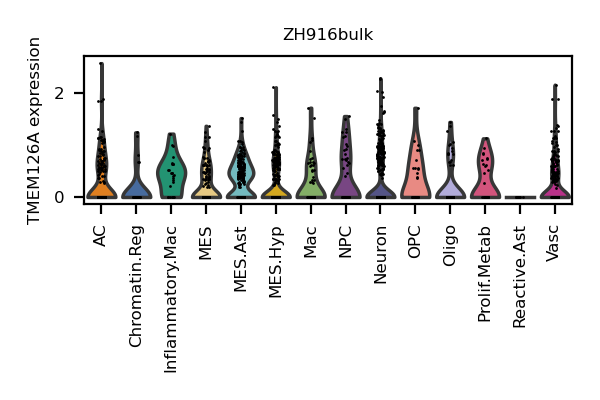 ZH916bulk
TMEM126A expression
2
0
AC
Chromatin.Reg
Inflammatory.Mac
MES
MES.Ast
MES.Hyp
Mac
NPC
Neuron
OPC
Oligo
Prolif.Metab
Reactive.Ast
Vasc